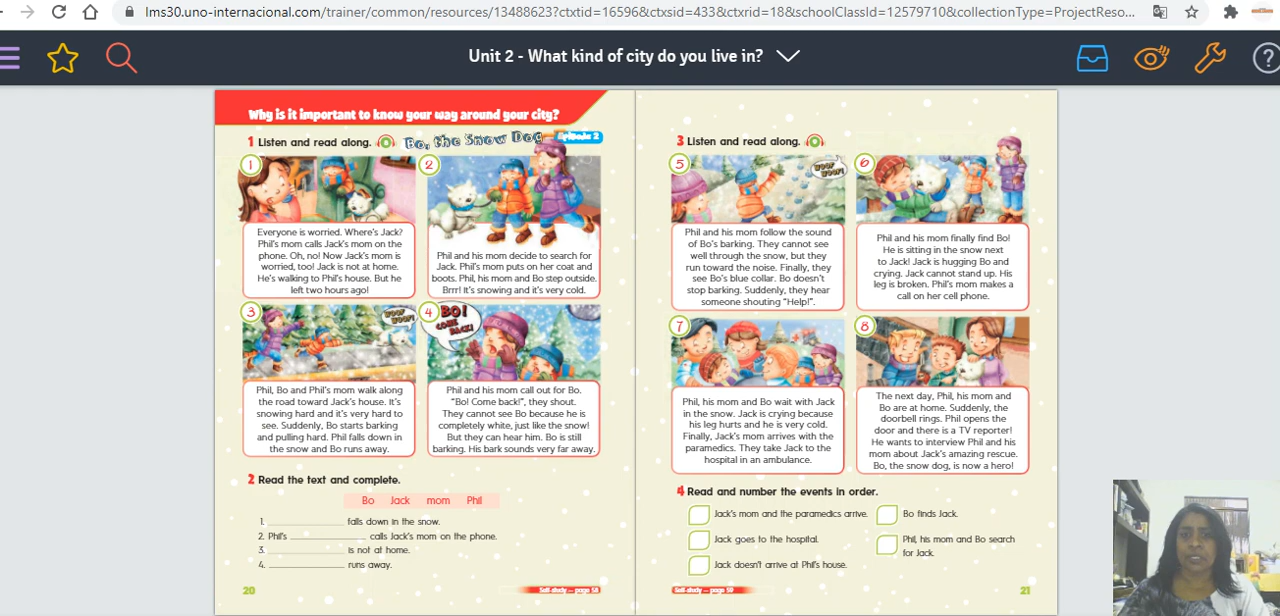 lms30.uno-internacional.com/trainer/common/resources/13488623?ctxtid=16596&ctxsid=433&ctxrid=18&schoolClassId=12579710&collectionType=ProjectReso...
Unit 2 - What kind of city do you live in?
Why is it important to know your way around your city?
1 Listen and read along. Bo, the Snow Dog Episode 2
1
2
Everyone is worried. Where's Jack?
Phil's mom calls Jack's mom on the
phone. Oh, no! Now Jack's mom is
worried, too! Jack is not at home.
He's walking to Phil's house. But he
left two hours ago!
Phil and his mom decide to search for
Jack. Phil's mom puts on her coat and
boots. Phil, his mom and Bo step outside.
Brrr! It's snowing and it's very cold.
3
WOOF WOOF!
4
BO! COME BACK!
Phil, Bo and Phil's mom walk along
the road toward Jack's house. It's
snowing hard and it's very hard to
see. Suddenly, Bo starts barking
and pulling hard. Phil falls down in
the snow and Bo runs away.
Phil and his mom call out for Bo.
"Bo! Come back!", they shout.
They cannot see Bo because he is
completely white, just like the snow!
But they can hear him. Bo is still
barking. His bark sounds very far away.
2 Read the text and complete.
Bo Jack mom Phil
1. ______________ falls down in the snow.
2. Phil's ______________ calls Jack's mom on the phone.
3. ______________ is not at home.
4. ______________ runs away.
20
Self-study – page 58
3 Listen and read along.
5
WOOF WOOF!
6
Phil and his mom follow the sound
of Bo's barking. They cannot see
well through the snow, but they
run toward the noise. Finally, they
see Bo's blue collar. Bo doesn't
stop barking. Suddenly, they hear
someone shouting "Help!".
Phil and his mom finally find Bo!
He is sitting in the snow next
to Jack! Jack is hugging Bo and
crying. Jack cannot stand up. His
leg is broken. Phil's mom makes a
call on her cell phone.
7
8
Phil, his mom and Bo wait with Jack
in the snow. Jack is crying because
his leg hurts and he is very cold.
Finally, Jack's mom arrives with the
paramedics. They take Jack to the
hospital in an ambulance.
The next day, Phil, his mom and
Bo are at home. Suddenly, the
doorbell rings. Phil opens the
door and there is a TV reporter!
He wants to interview Phil and his
mom about Jack's amazing rescue.
Bo, the snow dog, is now a hero!
4 Read and number the events in order.
Jack's mom and the paramedics arrive.
Jack goes to the hospital.
Jack doesn't arrive at Phil's house.
Bo finds Jack.
Phil, his mom and Bo search
for Jack.
Self-study – page 59
21